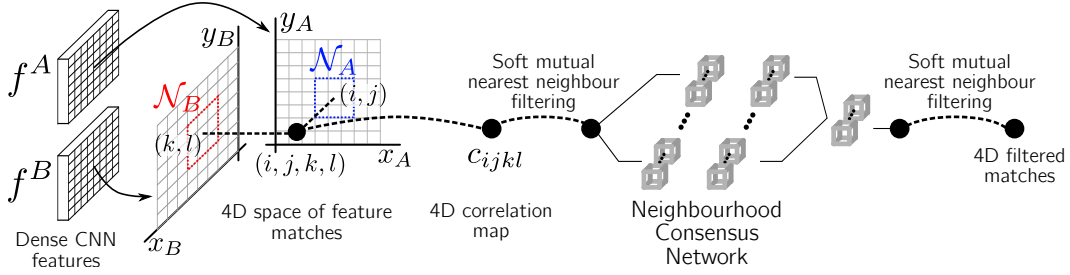 f^A
f^B
Dense CNN
features
y_B
𝒩_B
(k, l)
x_B
y_A
𝒩_A
(i, j)
x_A
(i, j, k, l)
4D space of feature
matches
c_{ijkl}
4D correlation
map
Soft mutual
nearest neighbour
filtering
Neighbourhood
Consensus
Network
Soft mutual
nearest neighbour
filtering
4D filtered
matches